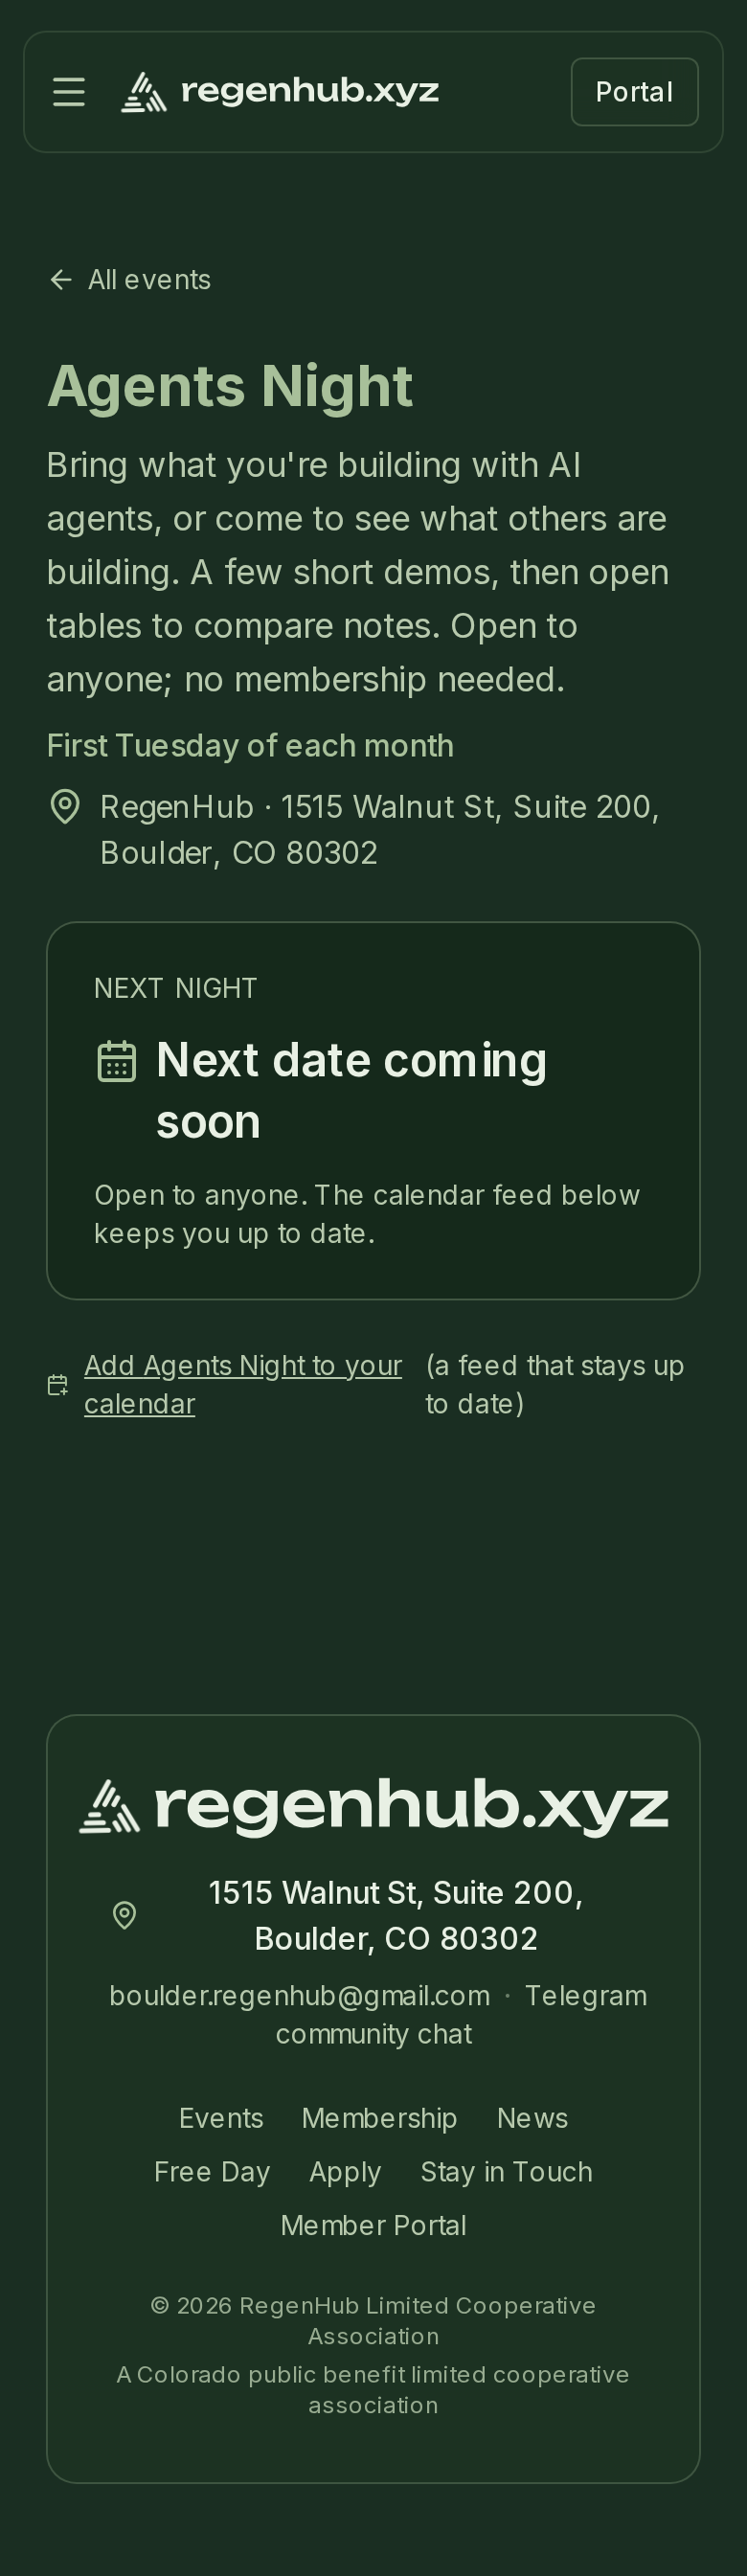 regenhub.xyz
Portal
All events
Agents Night
Bring what you're building with AI
agents, or come to see what others are
building. A few short demos, then open
tables to compare notes. Open to
anyone; no membership needed.
First Tuesday of each month
RegenHub · 1515 Walnut St, Suite 200,
Boulder, CO 80302
NEXT NIGHT
Next date coming
soon
Open to anyone. The calendar feed below
keeps you up to date.
Add Agents Night to your
calendar
(a feed that stays up
to date)
regenhub.xyz
1515 Walnut St, Suite 200,
Boulder, CO 80302
boulder.regenhub@gmail.com · Telegram
community chat
Events Membership News
Free Day Apply Stay in Touch
Member Portal
© 2026 RegenHub Limited Cooperative
Association
A Colorado public benefit limited cooperative
association